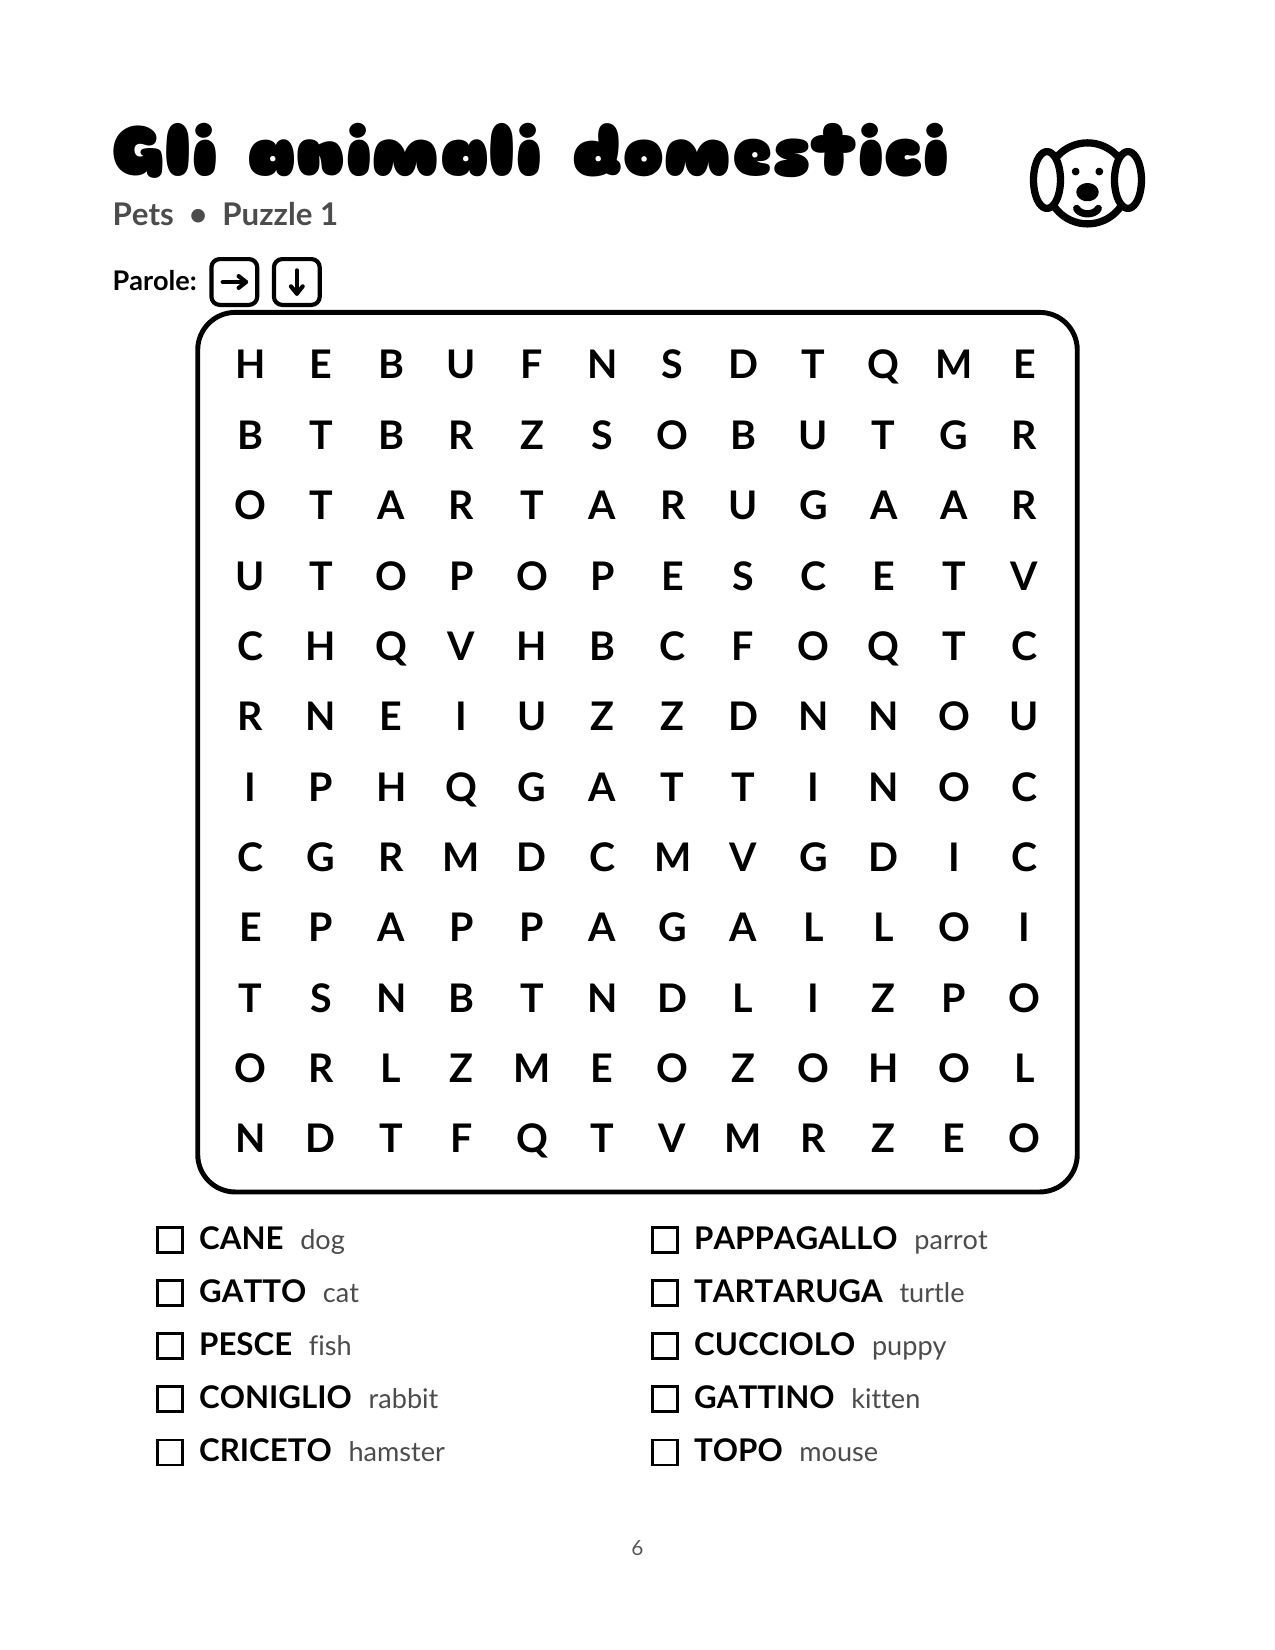 Gli animali domestici
Pets • Puzzle 1
Parole: → ↓
H E B U F N S D T Q M E
B T B R Z S O B U T G R
O T A R T A R U G A A R
U T O P O P E S C E T V
C H Q V H B C F O Q T C
R N E I U Z Z D N N O U
I P H Q G A T T I N O C
C G R M D C M V G D I C
E P A P P A G A L L O I
T S N B T N D L I Z P O
O R L Z M E O Z O H O L
N D T F Q T V M R Z E O
CANE dog
GATTO cat
PESCE fish
CONIGLIO rabbit
CRICETO hamster
PAPPAGALLO parrot
TARTARUGA turtle
CUCCIOLO puppy
GATTINO kitten
TOPO mouse
6